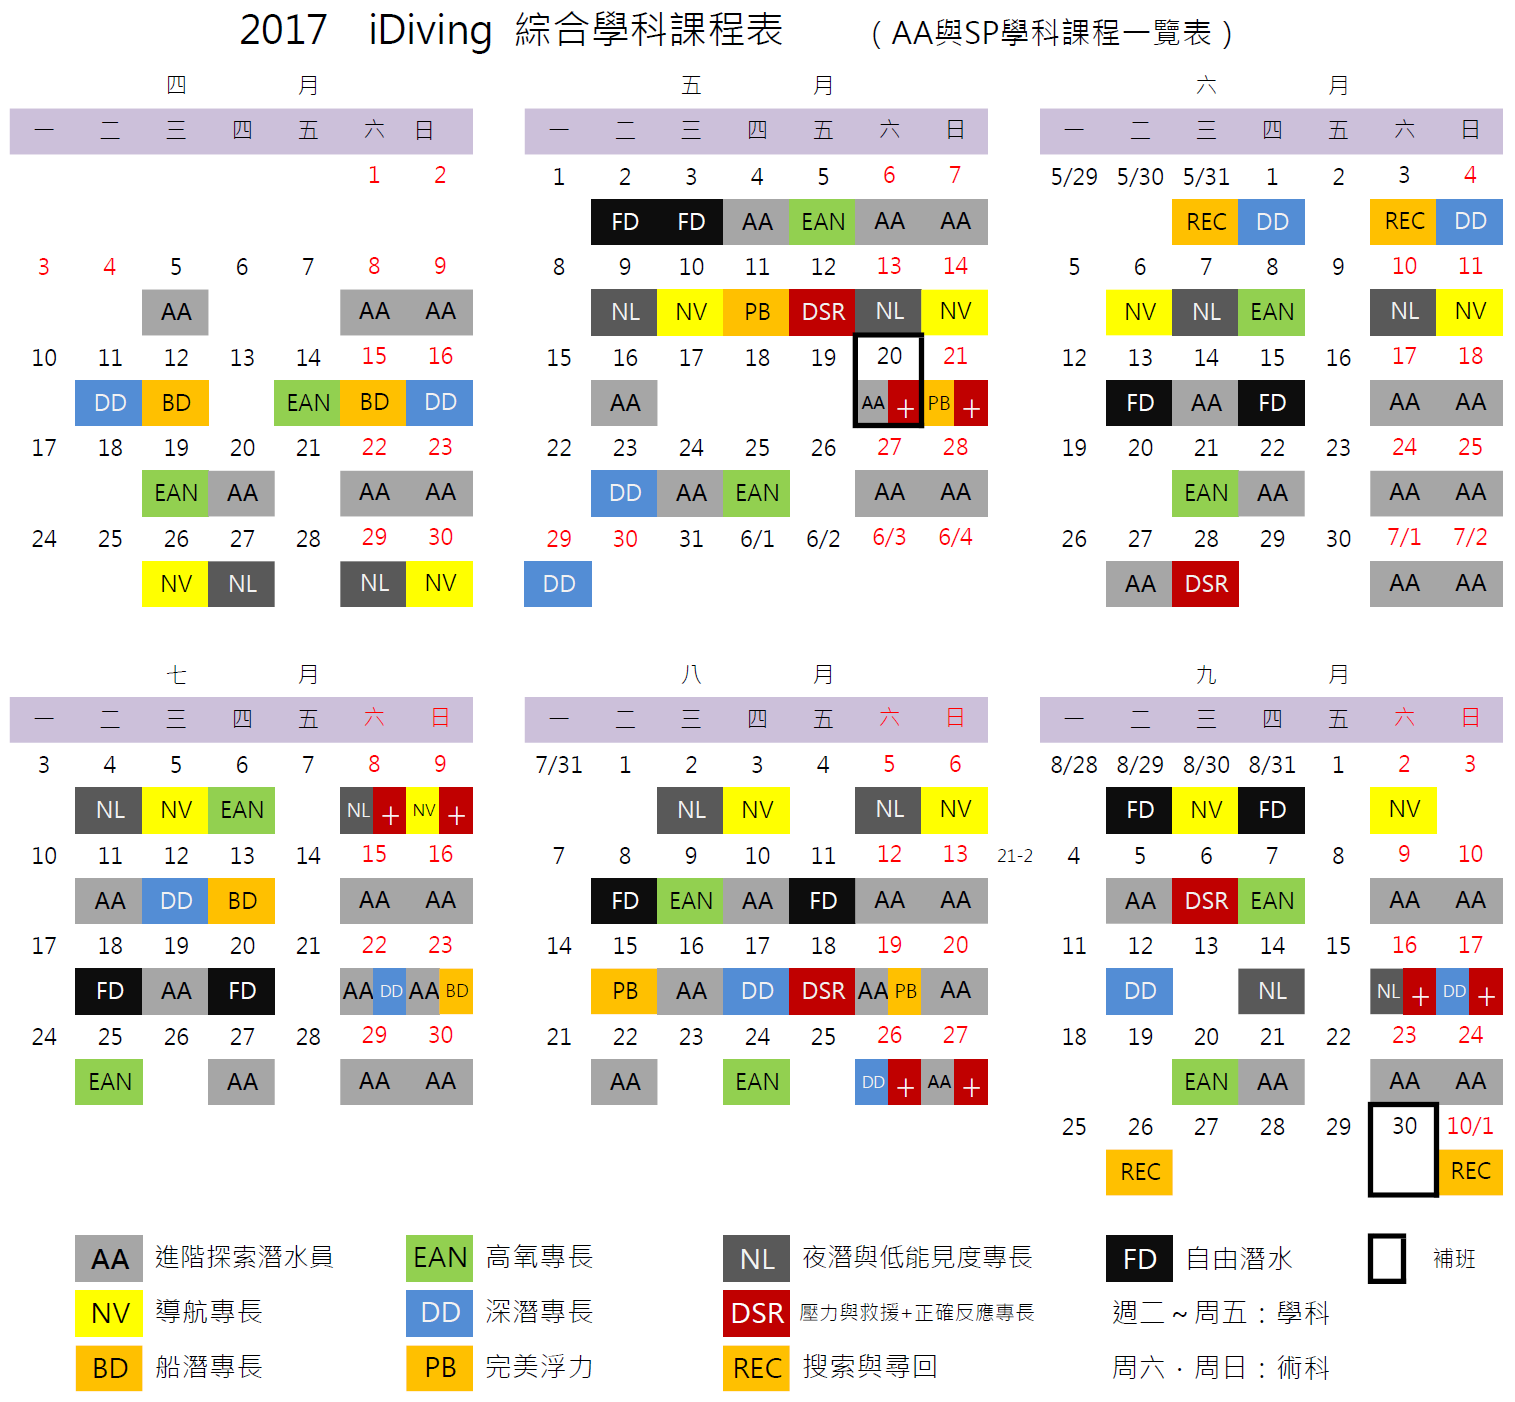 2017 iDiving 綜合學科課程表 （AA與SP學科課程一覽表）
四 月 五 月 六 月
一 二 三 四 五 六 日 一 二 三 四 五 六 日 一 二 三 四 五 六 日
1 2 1 2 3 4 5 6 7 5/29 5/30 5/31 1 2 3 4
FD FD AA EAN AA AA REC DD REC DD
3 4 5 6 7 8 9 8 9 10 11 12 13 14 5 6 7 8 9 10 11
AA AA AA NL NV PB DSR NL NV NV NL EAN NL NV
10 11 12 13 14 15 16 15 16 17 18 19 20 21 12 13 14 15 16 17 18
DD BD EAN BD DD AA AA + PB + FD AA FD AA AA
17 18 19 20 21 22 23 22 23 24 25 26 27 28 19 20 21 22 23 24 25
EAN AA AA AA DD AA EAN AA AA EAN AA AA AA
24 25 26 27 28 29 30 29 30 31 6/1 6/2 6/3 6/4 26 27 28 29 30 7/1 7/2
NV NL NL NV DD AA DSR AA AA
七 月 八 月 九 月
一 二 三 四 五 六 日 一 二 三 四 五 六 日 一 二 三 四 五 六 日
3 4 5 6 7 8 9 7/31 1 2 3 4 5 6 8/28 8/29 8/30 8/31 1 2 3
NL NV EAN NL + NV + NL NV NL NV FD NV FD NV
10 11 12 13 14 15 16 7 8 9 10 11 12 13 21-2 4 5 6 7 8 9 10
AA DD BD AA AA FD EAN AA FD AA AA AA DSR EAN AA AA
17 18 19 20 21 22 23 14 15 16 17 18 19 20 11 12 13 14 15 16 17
FD AA FD AA DD AA BD PB AA DD DSR AA PB AA DD NL NL + DD +
24 25 26 27 28 29 30 21 22 23 24 25 26 27 18 19 20 21 22 23 24
EAN AA AA AA AA EAN DD + AA + EAN AA AA AA
25 26 27 28 29 30 10/1
REC REC
AA 進階探索潛水員 EAN 高氧專長 NL 夜潛與低能見度專長 FD 自由潛水 補班
NV 導航專長 DD 深潛專長 DSR 壓力與救援+正確反應專長 週二～周五：學科
BD 船潛專長 PB 完美浮力 REC 搜索與尋回 周六．周日：術科